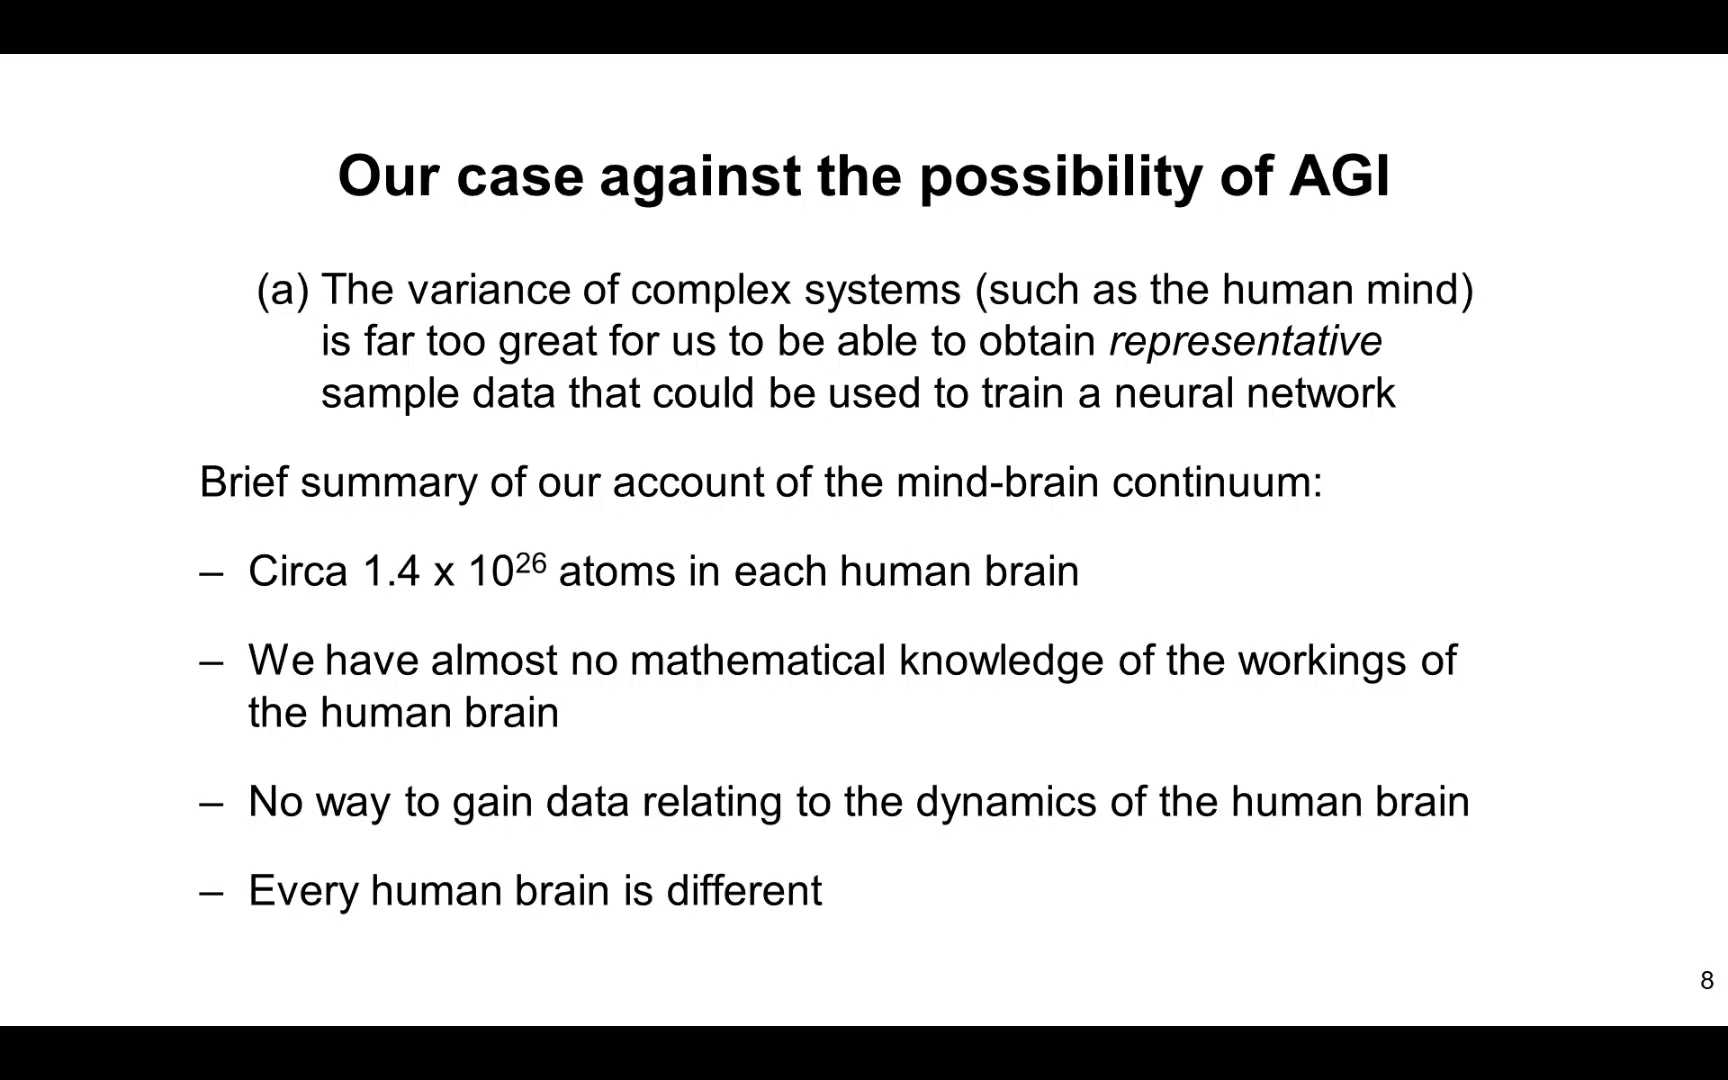 Our case against the possibility of AGI
(a) The variance of complex systems (such as the human mind)
is far too great for us to be able to obtain representative
sample data that could be used to train a neural network
Brief summary of our account of the mind-brain continuum:
– Circa 1.4 x 10²⁶ atoms in each human brain
– We have almost no mathematical knowledge of the workings of
the human brain
– No way to gain data relating to the dynamics of the human brain
– Every human brain is different
8